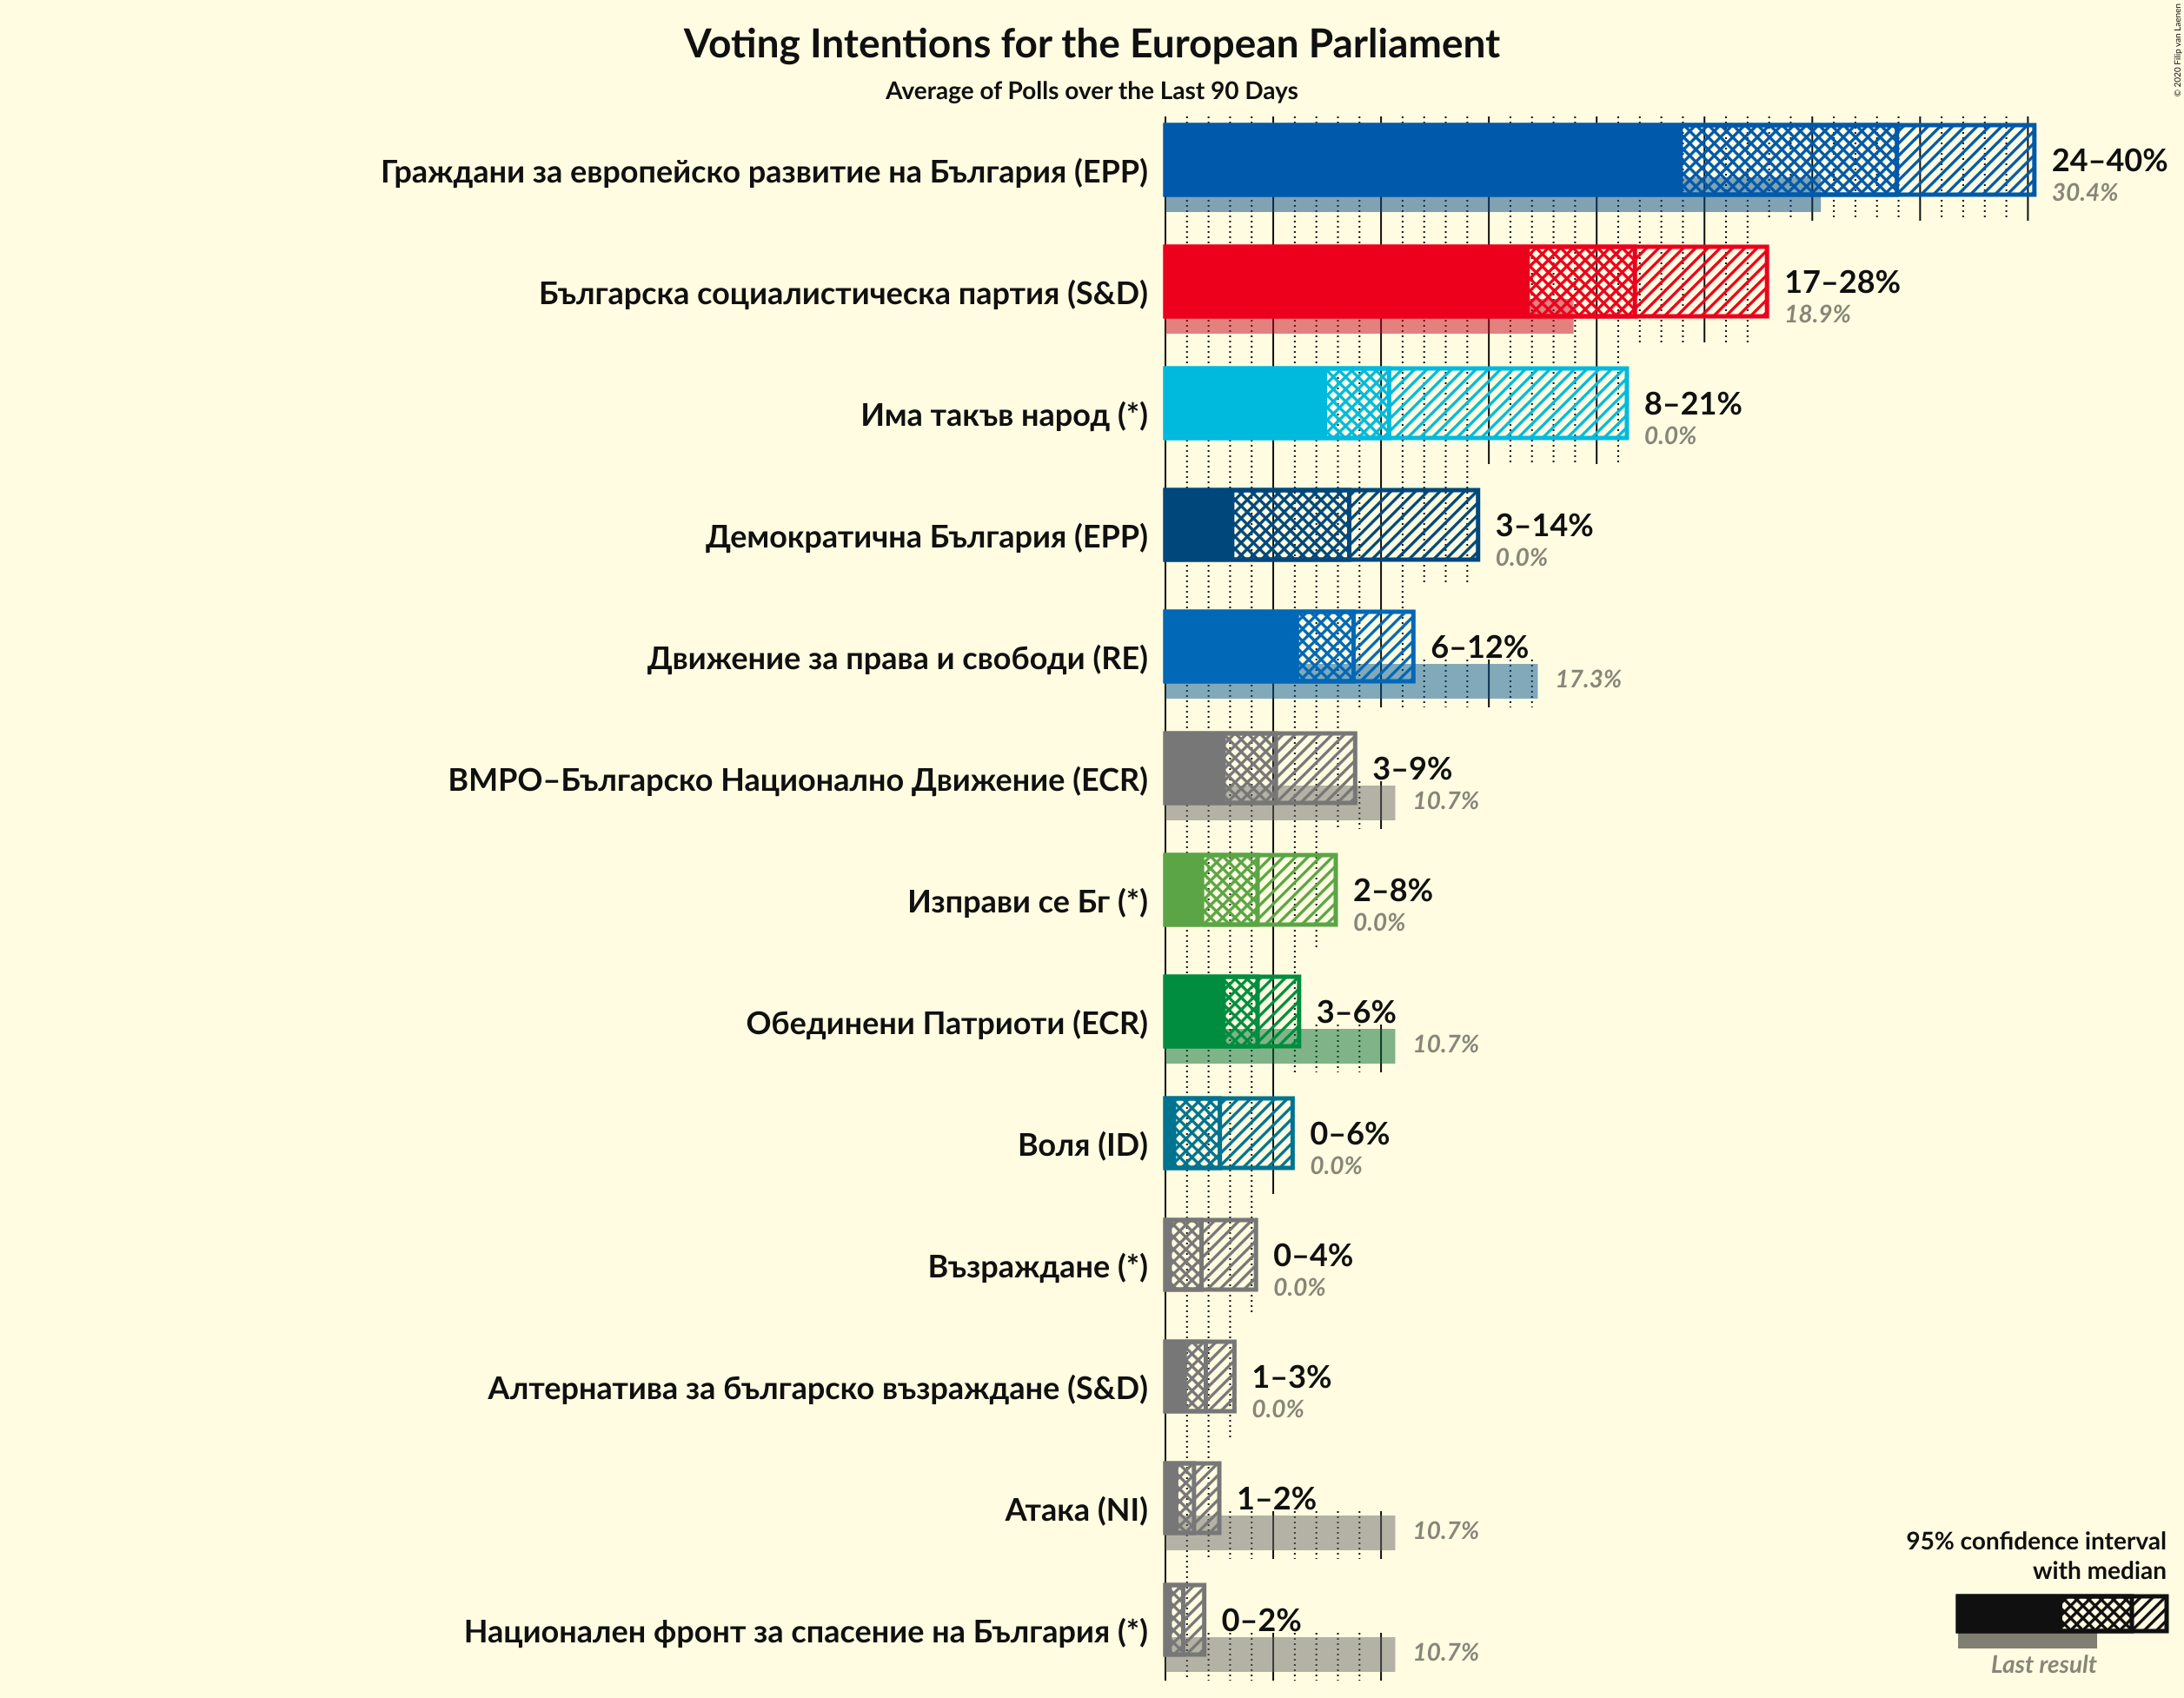 Voting Intentions for the European Parliament
Average of Polls over the Last 90 Days
© 2020 Filip van Laenen
Граждани за европейско развитие на България (EPP)
24–40%
30.4%
Българска социалистическа партия (S&D)
17–28%
18.9%
Има такъв народ (*)
8–21%
0.0%
Демократична България (EPP)
3–14%
0.0%
Движение за права и свободи (RE)
6–12%
17.3%
ВМРО–Българско Национално Движение (ECR)
3–9%
10.7%
Изправи се Бг (*)
2–8%
0.0%
Обединени Патриоти (ECR)
3–6%
10.7%
Воля (ID)
0–6%
0.0%
Възраждане (*)
0–4%
0.0%
Алтернатива за българско възраждане (S&D)
1–3%
0.0%
Атака (NI)
1–2%
10.7%
Национален фронт за спасение на България (*)
0–2%
10.7%
95% confidence interval
with median
Last result